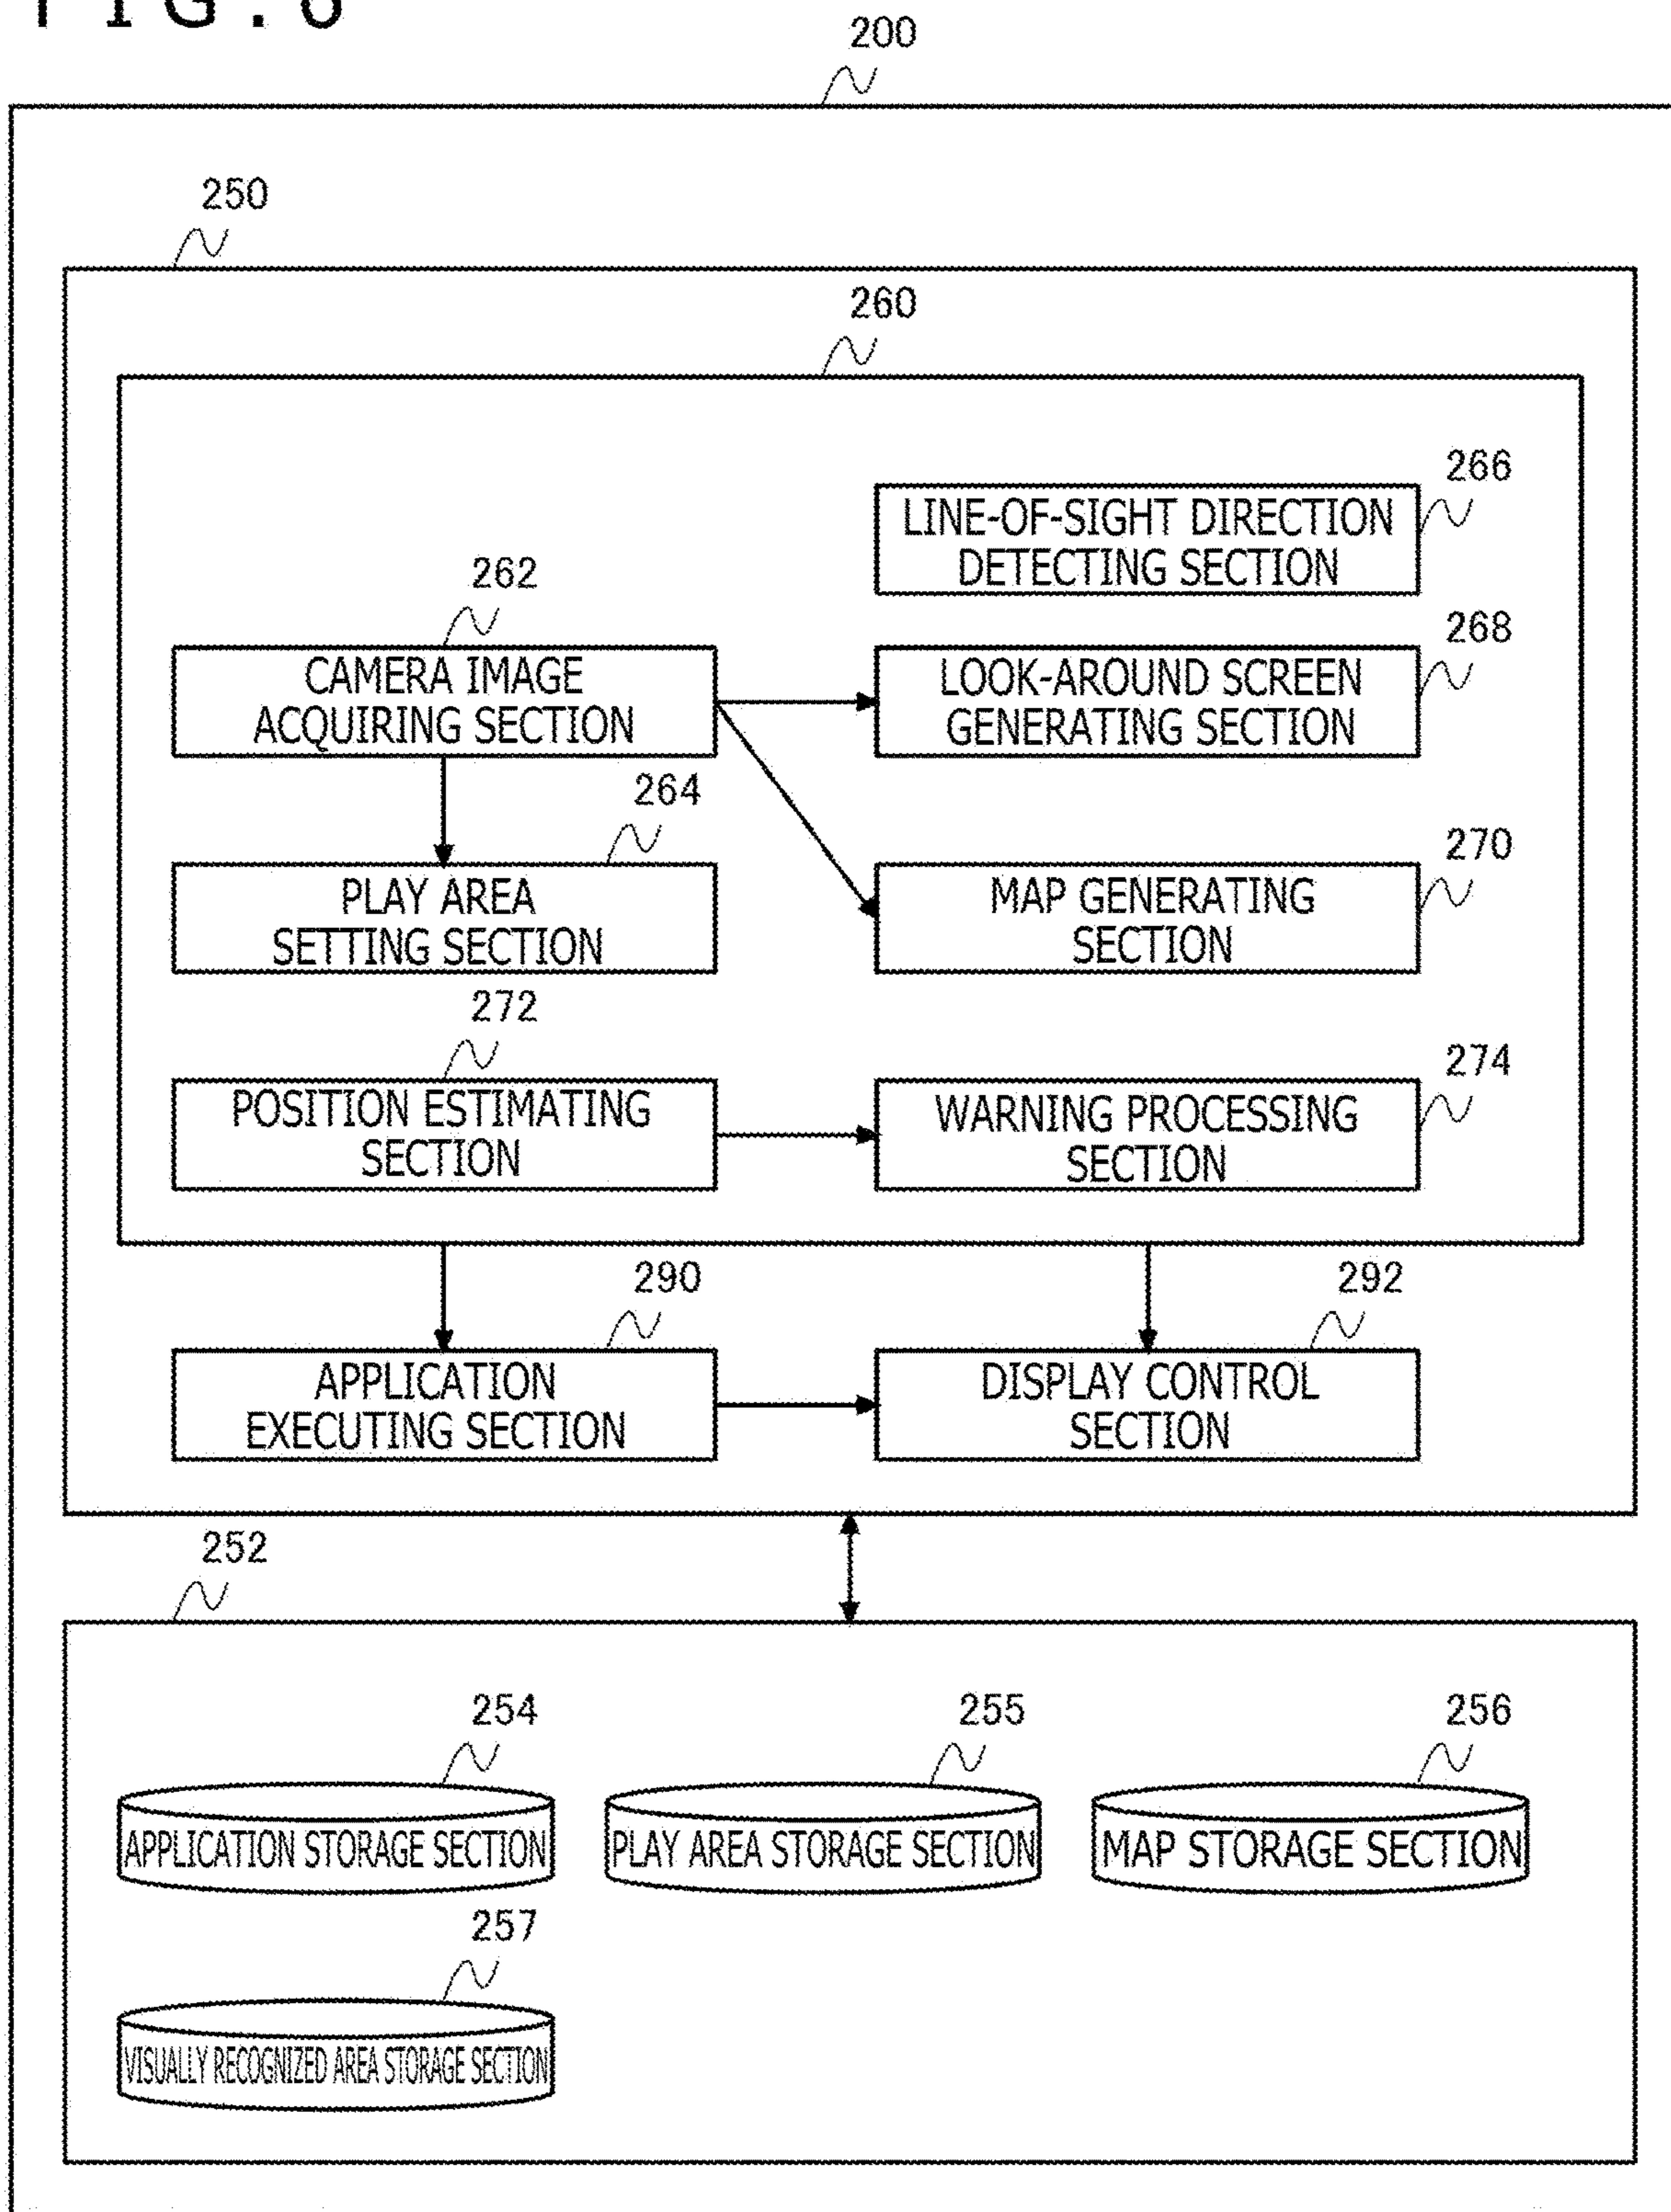 FIG.
200
250
260
266
LINE-OF-SIGHT DIRECTION
DETECTING SECTION
262
CAMERA IMAGE
ACQUIRING SECTION
268
LOOK-AROUND SCREEN
GENERATING SECTION
264
PLAY AREA
SETTING SECTION
270
MAP GENERATING
SECTION
272
POSITION ESTIMATING
SECTION
274
WARNING PROCESSING
SECTION
290
APPLICATION
EXECUTING SECTION
292
DISPLAY CONTROL
SECTION
252
254
APPLICATION STORAGE SECTION
255
PLAY AREA STORAGE SECTION
256
MAP STORAGE SECTION
257
VISUALLY RECOGNIZED AREA STORAGE SECTION